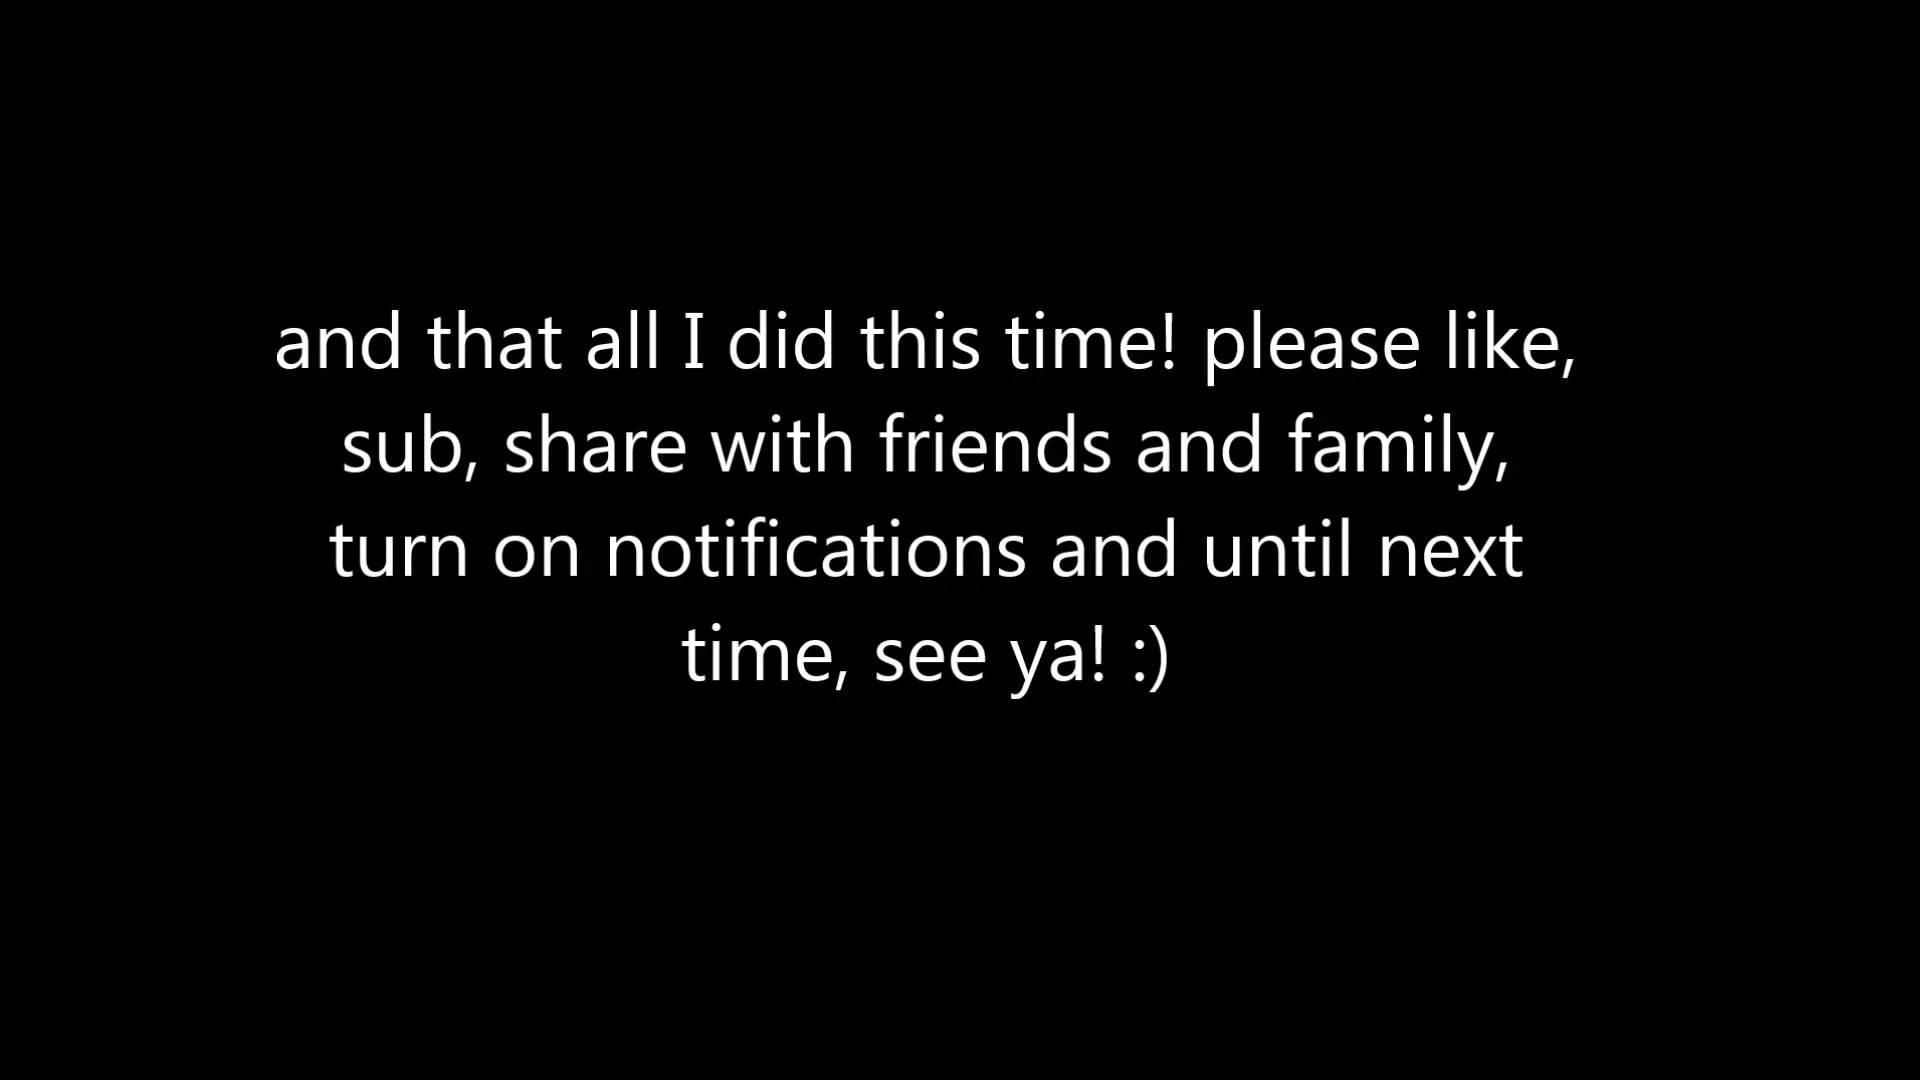 and that all I did this time! please like,
sub, share with friends and family,
turn on notifications and until next
time, see ya! :)